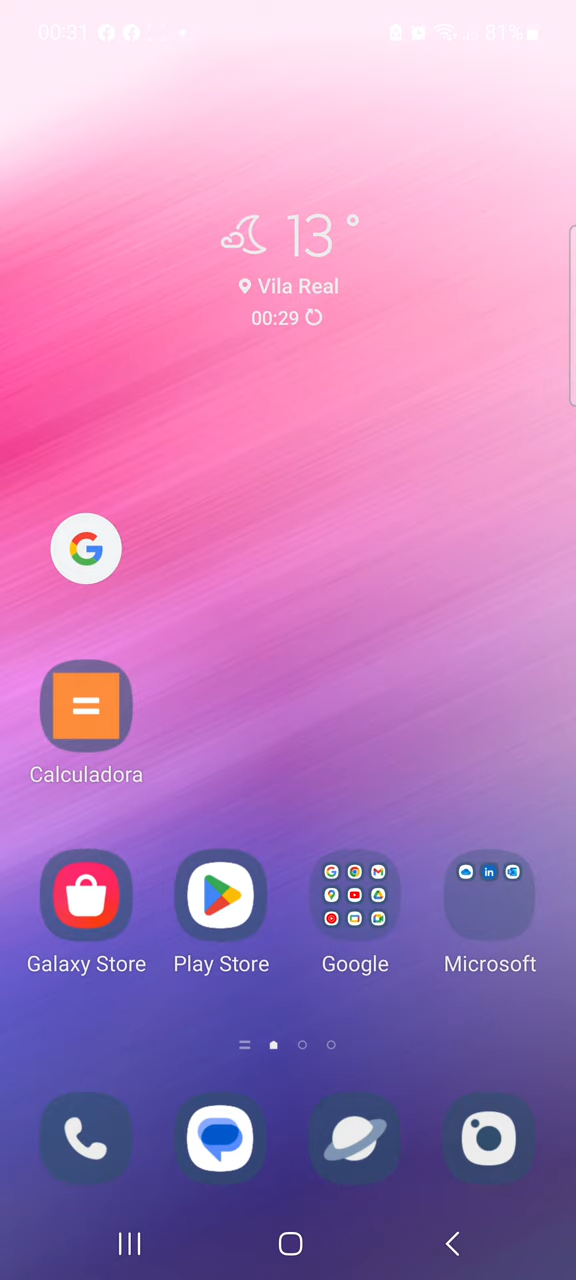 00:31
81%
13°
Vila Real
00:29
Calculadora
Galaxy Store
Play Store
Google
Microsoft